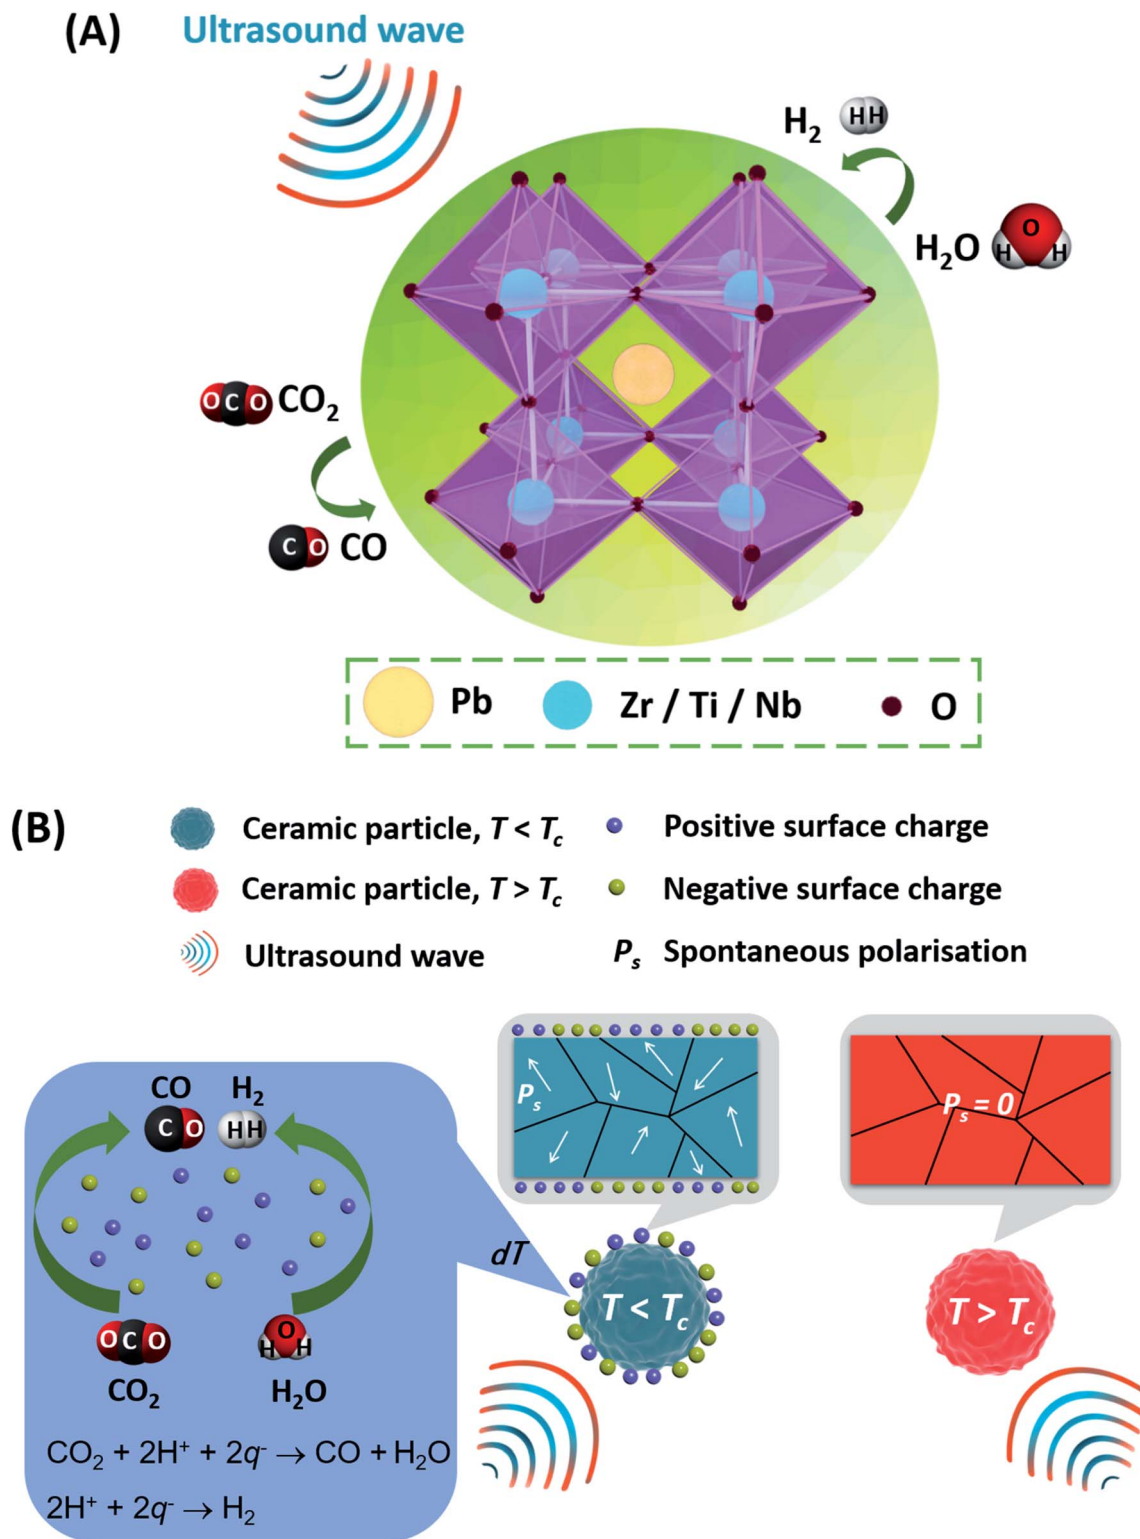 (A)
Ultrasound wave
H₂ HH
H₂O O H H
OCO CO₂
C O CO
Pb Zr / Ti / Nb O
(B)
Ceramic particle, T < Tc Positive surface charge
Ceramic particle, T > Tc Negative surface charge
Ultrasound wave Ps Spontaneous polarisation
CO H₂
C O HH
Ps
Ps = 0
dT
T < Tc
T > Tc
OCO O H H
CO₂ H₂O
CO₂ + 2H⁺ + 2q⁻ → CO + H₂O
2H⁺ + 2q⁻ → H₂